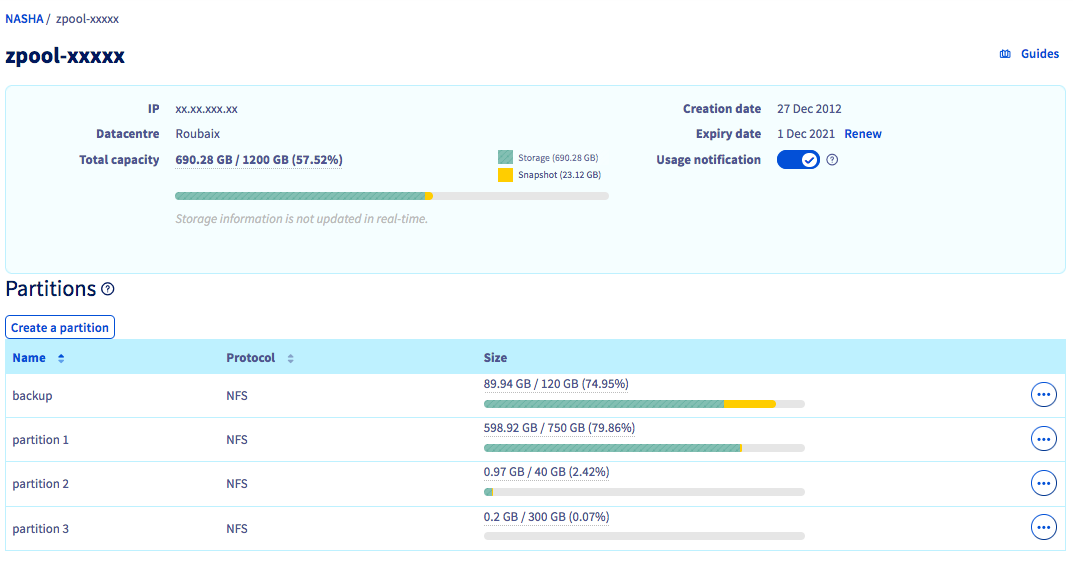 NASHA / zpool-xxxxx
zpool-xxxxx
Guides
IP xx.xx.xxx.xx
Datacentre Roubaix
Total capacity 690.28 GB / 1200 GB (57.52%)
Storage (690.28 GB)
Snapshot (23.12 GB)
Storage information is not updated in real-time.
Creation date 27 Dec 2012
Expiry date 1 Dec 2021 Renew
Usage notification
Partitions
Create a partition
Name Protocol Size
backup NFS 89.94 GB / 120 GB (74.95%)
partition 1 NFS 598.92 GB / 750 GB (79.86%)
partition 2 NFS 0.97 GB / 40 GB (2.42%)
partition 3 NFS 0.2 GB / 300 GB (0.07%)